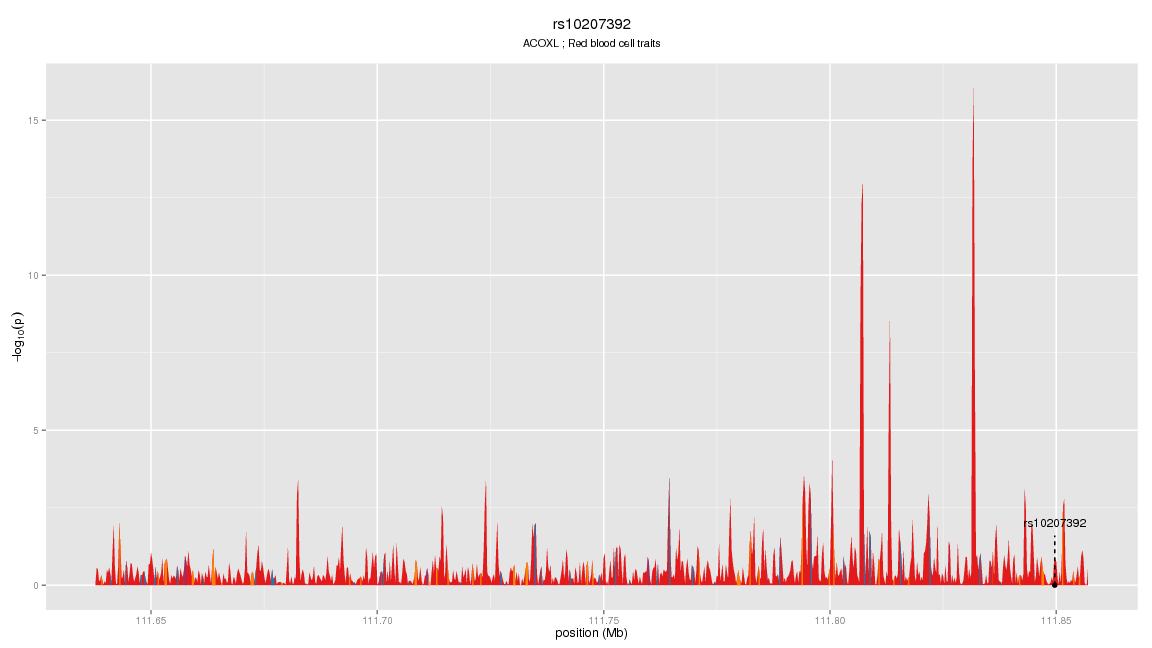 rs10207392
ACOXL ; Red blood cell traits
15
10
5
0
−log10(p)
rs10207392
111.65 111.70 111.75 111.80 111.85
position (Mb)